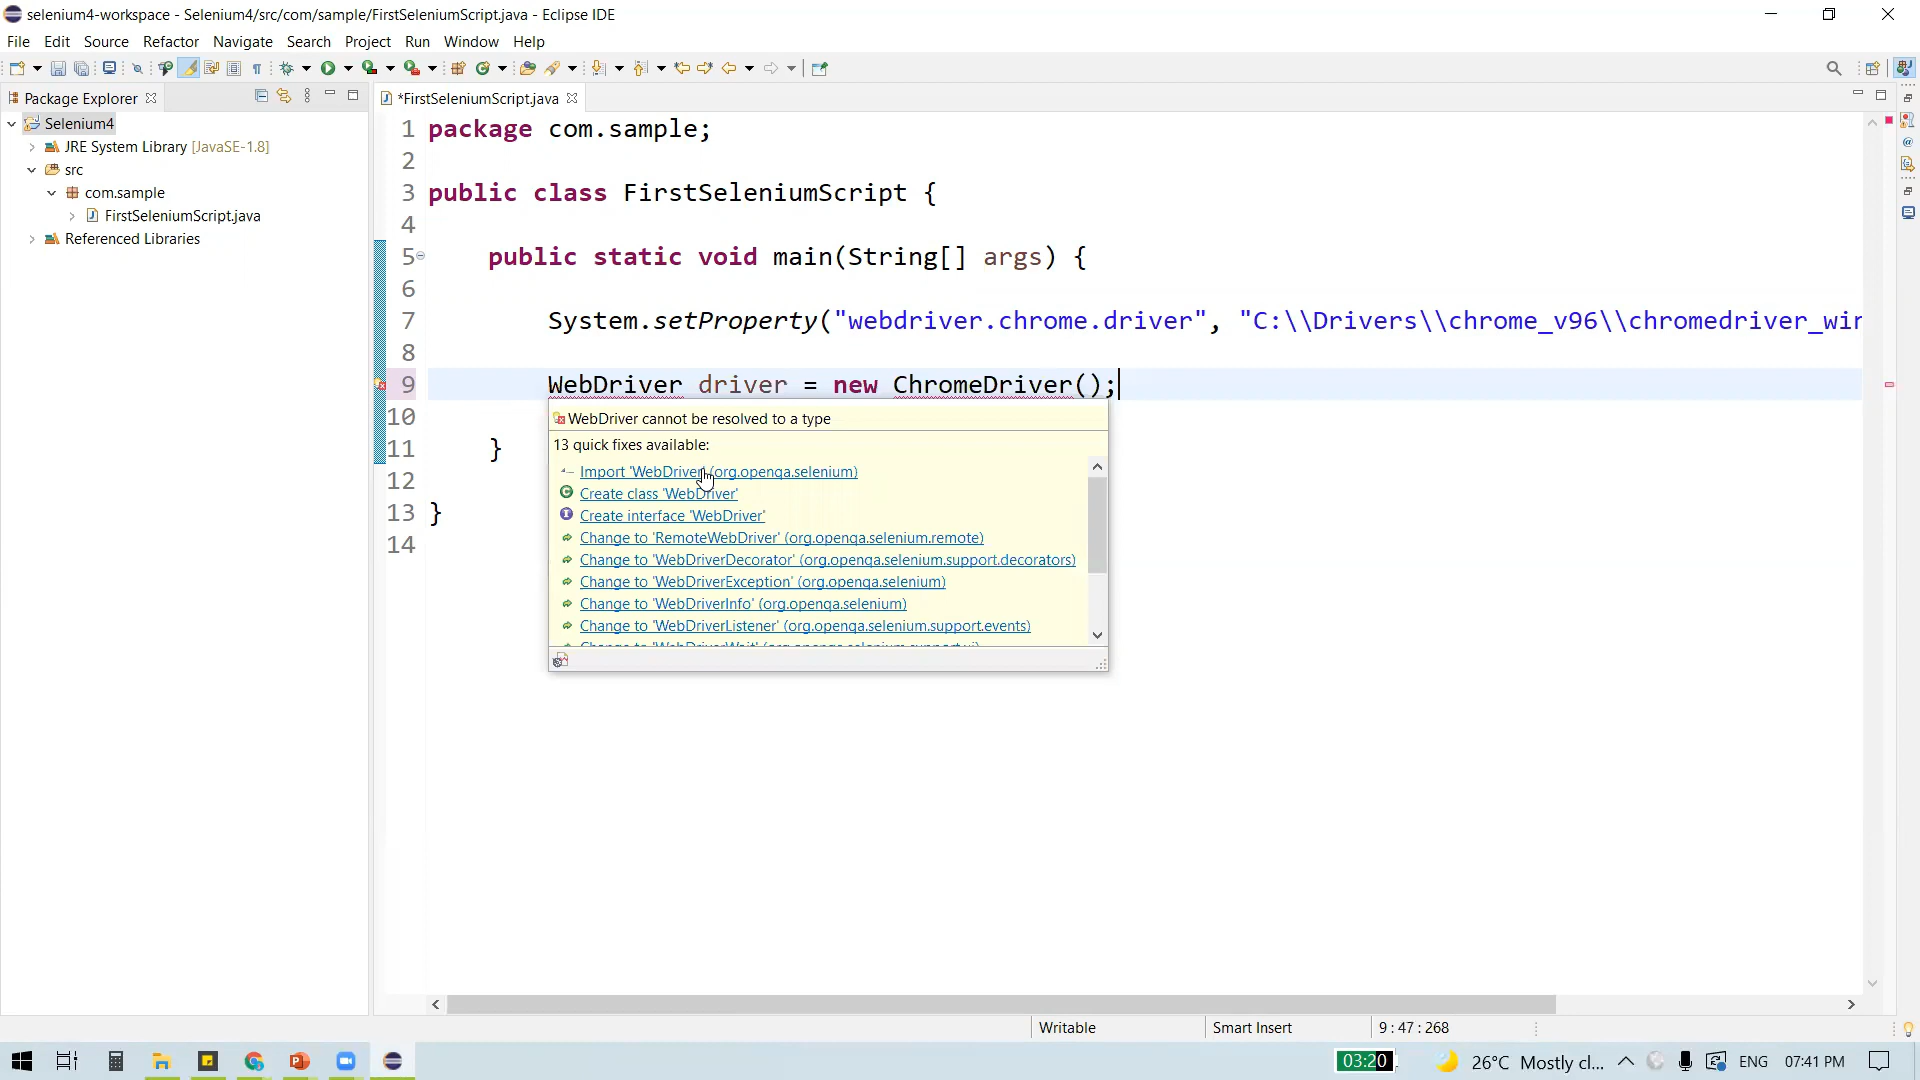 selenium4-workspace - Selenium4/src/com/sample/FirstSeleniumScript.java - Eclipse IDE
File Edit Source Refactor Navigate Search Project Run Window Help
Package Explorer
*FirstSeleniumScript.java
Selenium4
JRE System Library [JavaSE-1.8]
src
com.sample
FirstSeleniumScript.java
Referenced Libraries
1 package com.sample;
2
3 public class FirstSeleniumScript {
4
5 public static void main(String[] args) {
6
7 System.setProperty("webdriver.chrome.driver", "C:\\Drivers\\chrome_v96\\chromedriver_wir
8
9 WebDriver driver = new ChromeDriver();
10
11 }
12
13 }
14
WebDriver cannot be resolved to a type
13 quick fixes available:
Import 'WebDriver' (org.openqa.selenium)
Create class 'WebDriver'
Create interface 'WebDriver'
Change to 'RemoteWebDriver' (org.openqa.selenium.remote)
Change to 'WebDriverDecorator' (org.openqa.selenium.support.decorators)
Change to 'WebDriverException' (org.openqa.selenium)
Change to 'WebDriverInfo' (org.openqa.selenium)
Change to 'WebDriverListener' (org.openqa.selenium.support.events)
Writable Smart Insert 9 : 47 : 268
03:20 26°C Mostly cl... ENG 07:41 PM